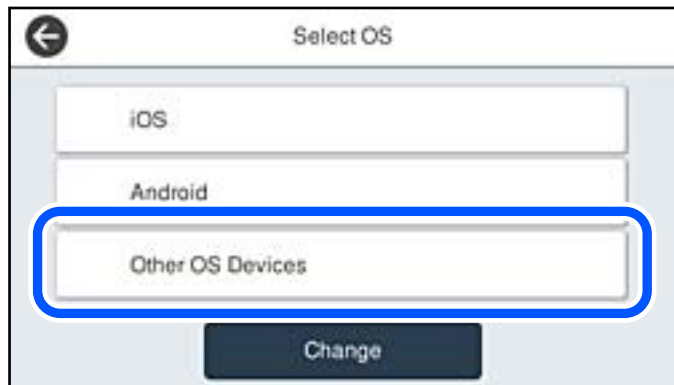 Select OS
iOS
Android
Other OS Devices
Change